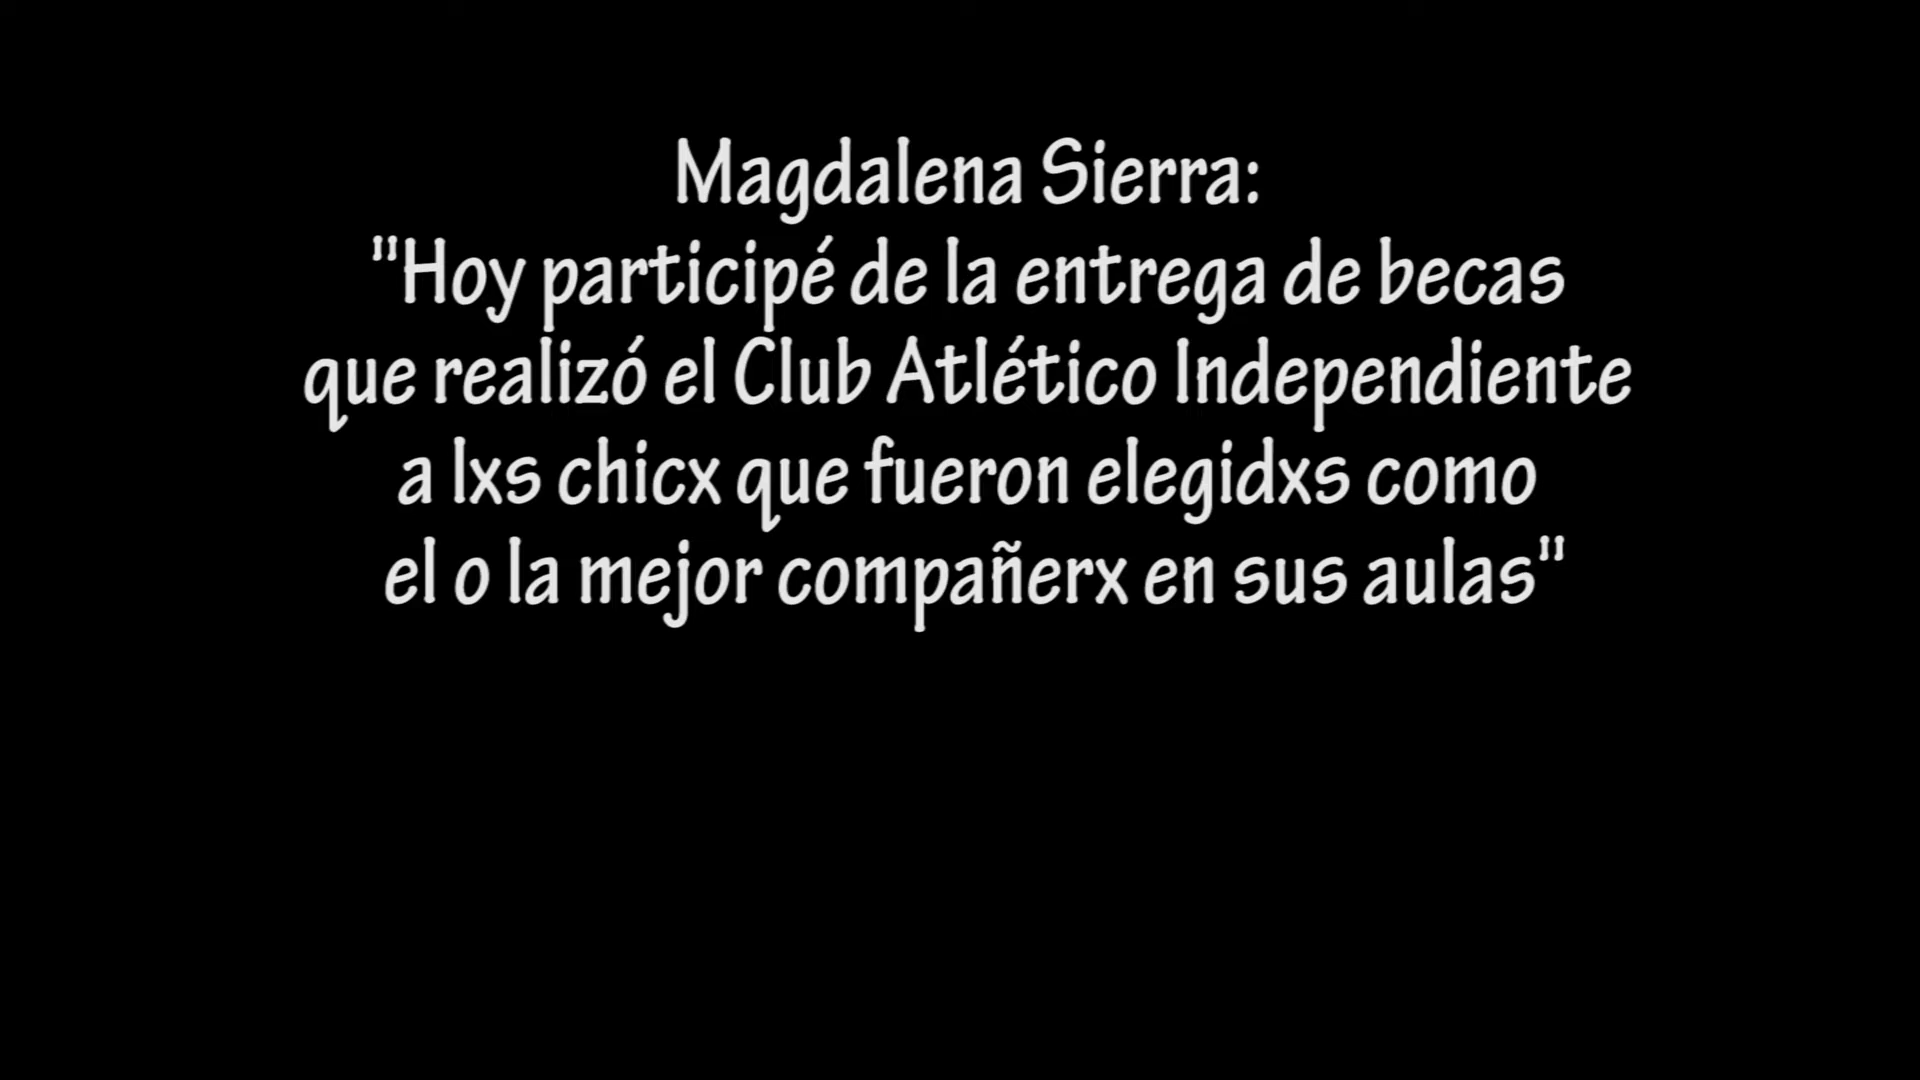 Magdalena Sierra:
"Hoy participé de la entrega de becas
que realizó el Club Atlético Independiente
a lxs chicx que fueron elegidxs como
el o la mejor compañerx en sus aulas"